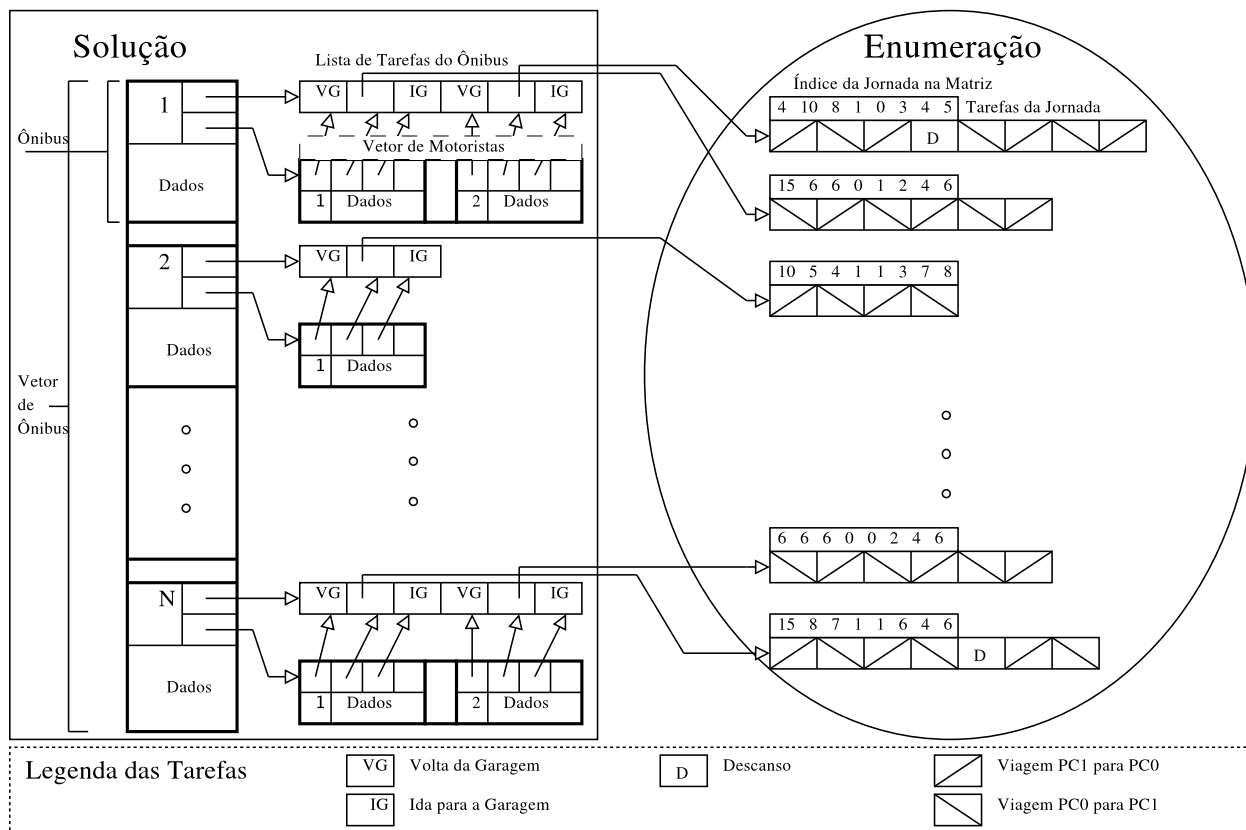 Solução
Enumeração
Lista de Tarefas do Ônibus
Índice da Jornada na Matriz
VG IG VG IG
4 10 8 1 0 3 4 5 Tarefas da Jornada
D
1
Ônibus
Vetor de Motoristas
Dados
1 Dados 2 Dados
15 6 6 0 1 2 4 6
2
VG IG
10 5 4 1 1 3 7 8
Dados
1 Dados
Vetor
de
Ônibus
6 6 6 0 0 2 4 6
N
VG IG VG IG
15 8 7 1 1 6 4 6
D
Dados
1 Dados 2 Dados
Legenda das Tarefas
VG Volta da Garagem
IG Ida para a Garagem
D Descanso
Viagem PC1 para PC0
Viagem PC0 para PC1